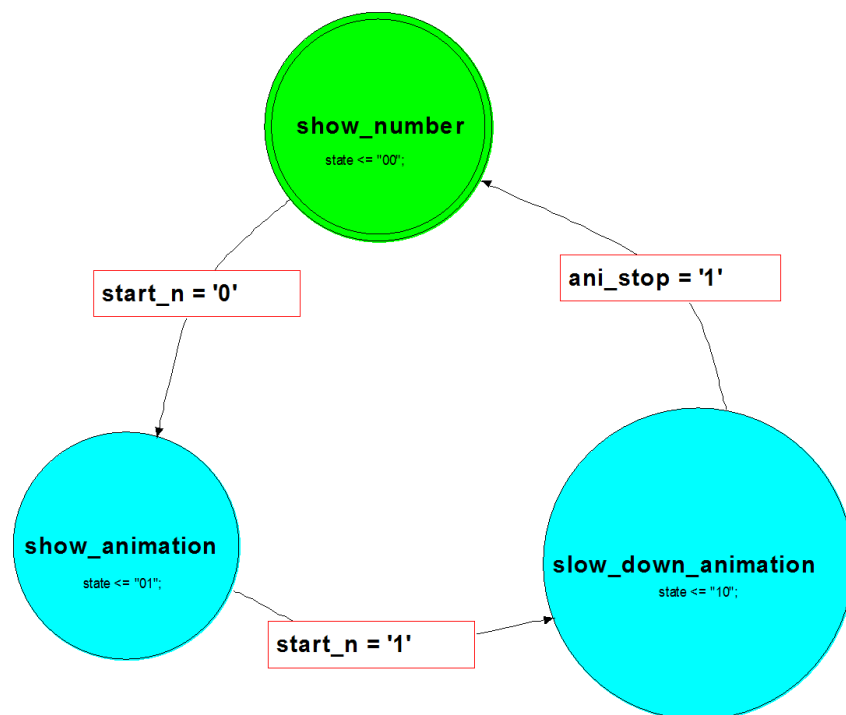 show_number
state <= "00";
start_n = '0'
ani_stop = '1'
show_animation
state <= "01";
slow_down_animation
state <= "10";
start_n = '1'